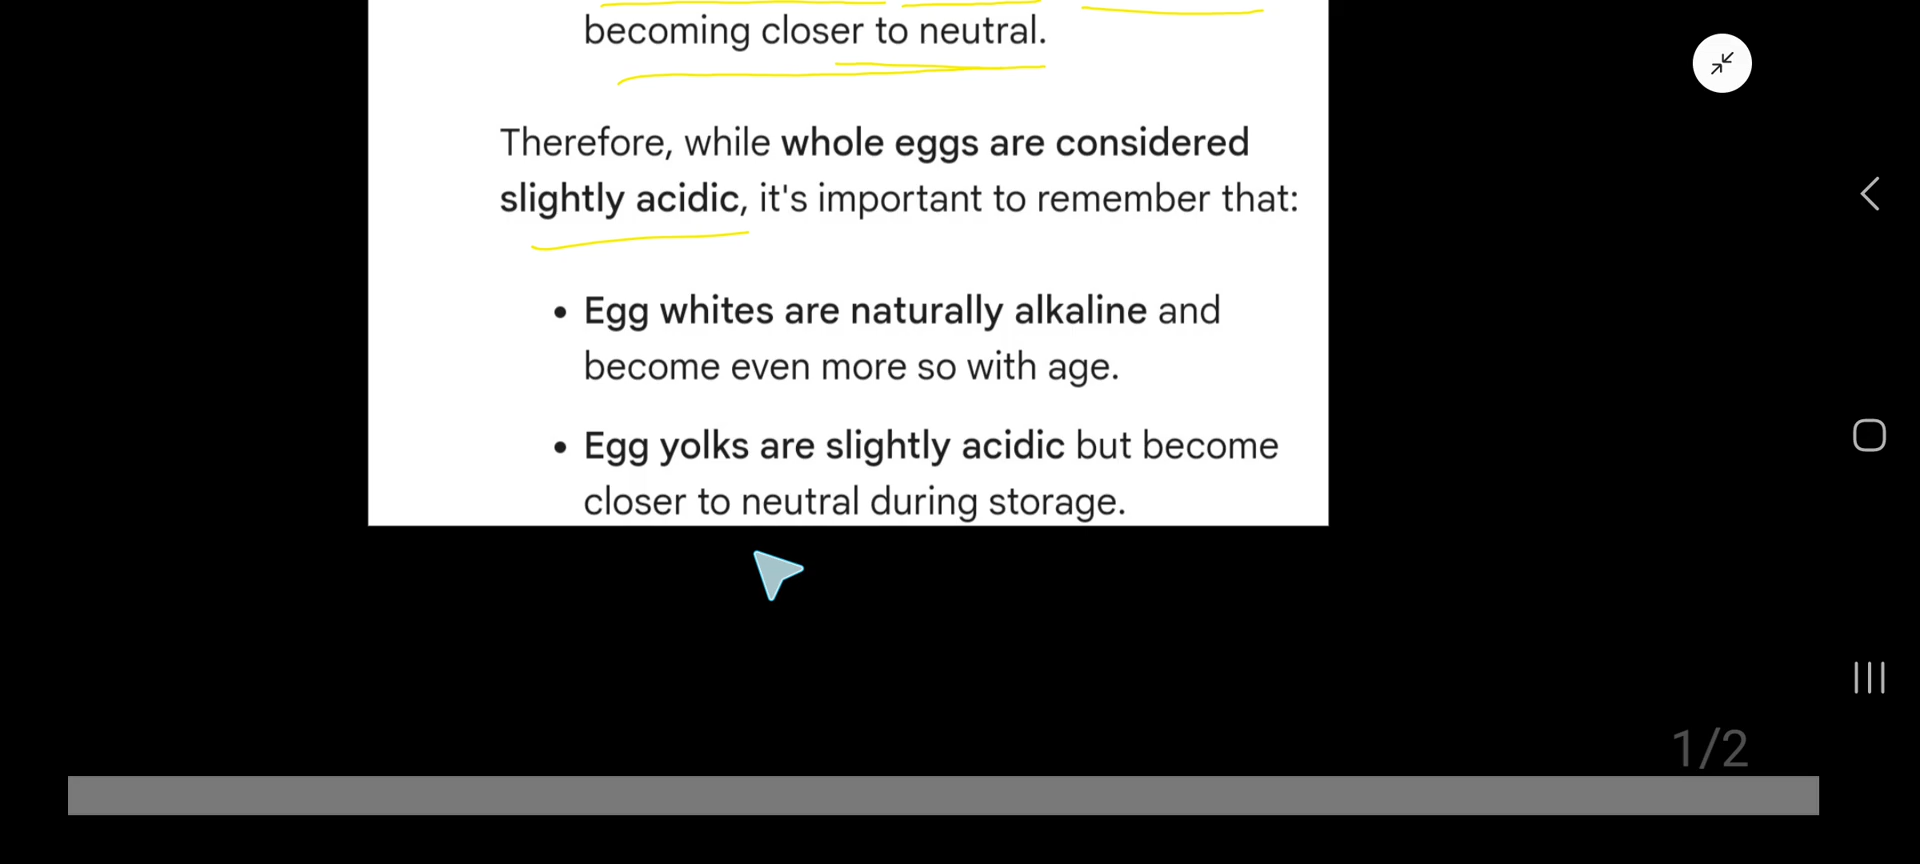 becoming closer to neutral.
Therefore, while whole eggs are considered
slightly acidic, it's important to remember that:
• Egg whites are naturally alkaline and
become even more so with age.
• Egg yolks are slightly acidic but become
closer to neutral during storage.
1/2